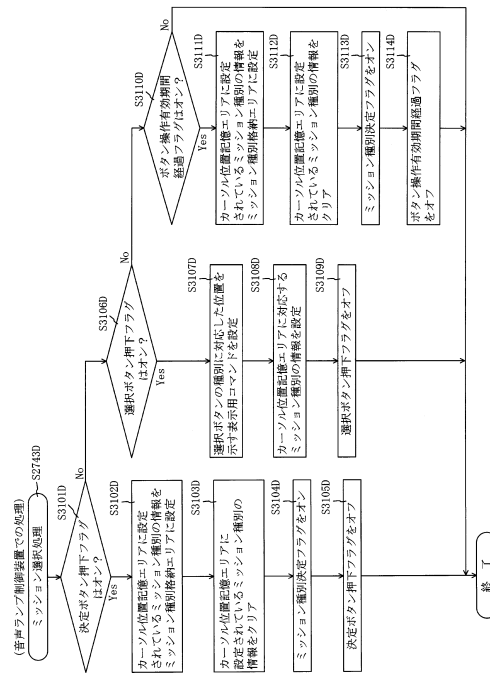 (音声ランプ制御装置での処理)
ミッション選択処理
S2743D
S3101D
決定ボタン押下フラグ
はオン?
No
Yes
S3102D
カーソル位置記憶エリアに設定
されているミッション種別の情報を
ミッション種別格納エリアに設定
S3103D
カーソル位置記憶エリアに
設定されているミッション種別の
情報をクリア
S3104D
ミッション種別決定フラグをオン
S3105D
決定ボタン押下フラグをオフ
S3106D
選択ボタン押下フラグ
はオン?
No
Yes
S3107D
選択ボタンの種別に対応した位置を
示す表示用コマンドを設定
S3108D
カーソル位置記憶エリアに対応する
ミッション種別の情報を設定
S3109D
選択ボタン押下フラグをオフ
S3110D
ボタン操作有効期間
経過フラグはオン?
No
Yes
S3111D
カーソル位置記憶エリアに設定
されているミッション種別の情報を
ミッション種別格納エリアに設定
S3112D
カーソル位置記憶エリアに設定
されているミッション種別の情報を
クリア
S3113D
ミッション種別決定フラグをオン
S3114D
ボタン操作有効期間経過フラグ
をオフ
終了